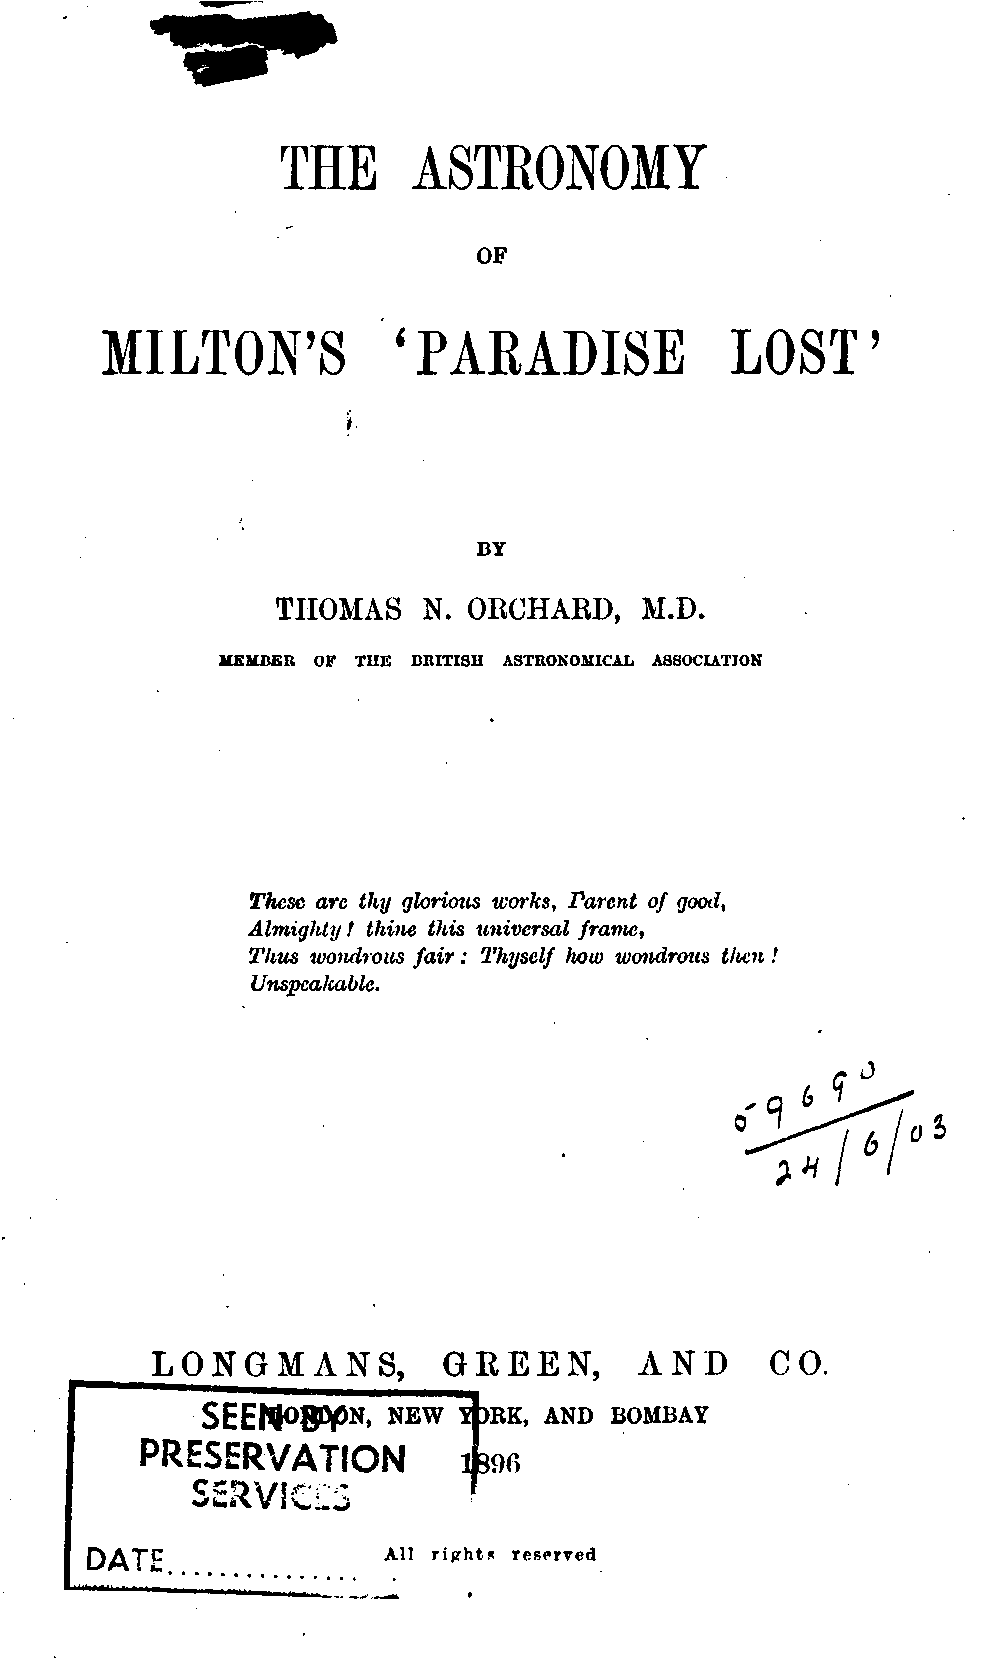 THE ASTRONOMY
OF
MILTON'S 'PARADISE LOST'
BY
THOMAS N. ORCHARD, M.D.
MEMBER OF THE BRITISH ASTRONOMICAL ASSOCIATION
These are thy glorious works, Parent of good,
Almighty! thine this universal frame,
Thus wondrous fair: Thyself how wondrous then!
Unspeakable.
59690
24/6/03
LONGMANS, GREEN, AND CO.
LONDON, NEW YORK, AND BOMBAY
1896
All rights reserved
SEEN BY
PRESERVATION
SERVICES
DATE...............